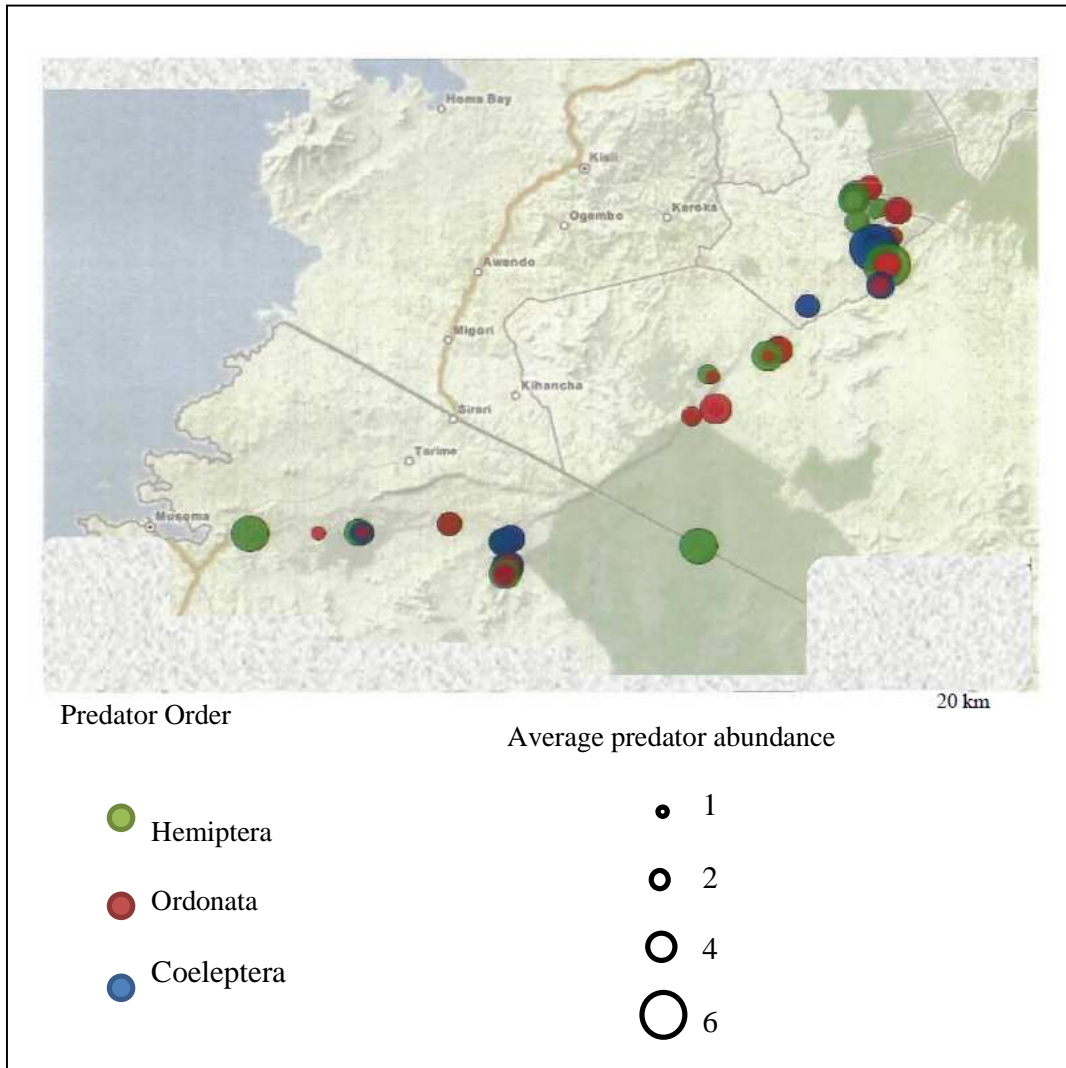 Homa Bay
Kisii
Ogembo
Keroka
Awendo
Migori
Kihancha
Sirari
Tarime
Musoma
20 km
Predator Order
Average predator abundance
Hemiptera
Ordonata
Coeleptera
1
2
4
6